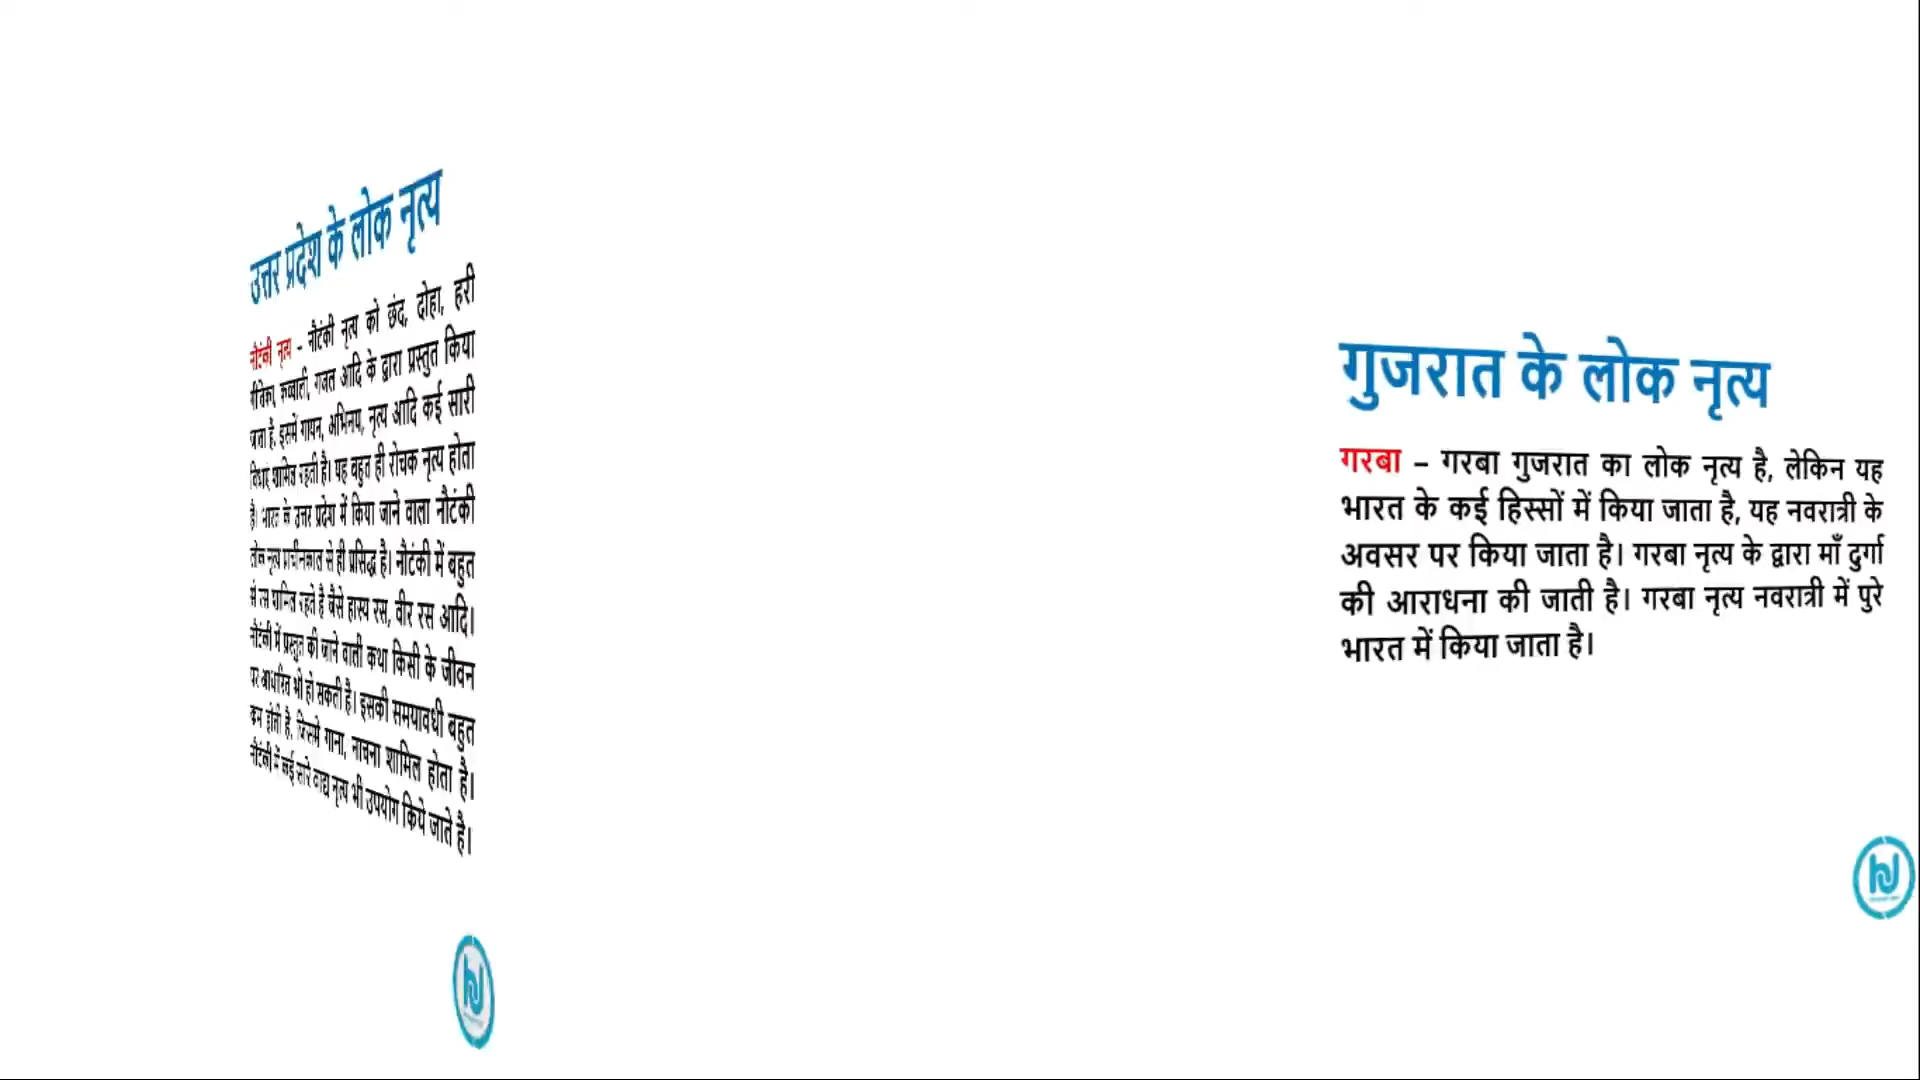 उत्तर प्रदेश के लोक नृत्य
नौटंकी नृत्य – नौटंकी नृत्य को छंद, दोहा, हरी
गीतिका, कव्वाली, गजल आदि के द्वारा प्रस्तुत किया
जाता है, इसमें गायन, अभिनय, नृत्य आदि कई सारी
विधाएं शामिल रहती है। यह बहुत ही रोचक नृत्य होता
है। भारत के उत्तर प्रदेश में किया जाने वाला नौटंकी
लोक नृत्य प्राचीनकाल से ही प्रसिद्ध है। नौटंकी में बहुत
से रस शामिल रहते है जैसे हास्य रस, वीर रस आदि।
नौटंकी में प्रस्तुत की जाने वाली कथा किसी के जीवन
पर आधारित भी हो सकती है। इसकी समयावधी बहुत
कम होती है, जिसमे गाना, नाचना शामिल होता है।
नौटंकी में कई सारे वाद्य नृत्य भी उपयोग किये जाते है।
गुजरात के लोक नृत्य
गरबा – गरबा गुजरात का लोक नृत्य है, लेकिन यह
भारत के कई हिस्सों में किया जाता है, यह नवरात्री के
अवसर पर किया जाता है। गरबा नृत्य के द्वारा माँ दुर्गा
की आराधना की जाती है। गरबा नृत्य नवरात्री में पुरे
भारत में किया जाता है।